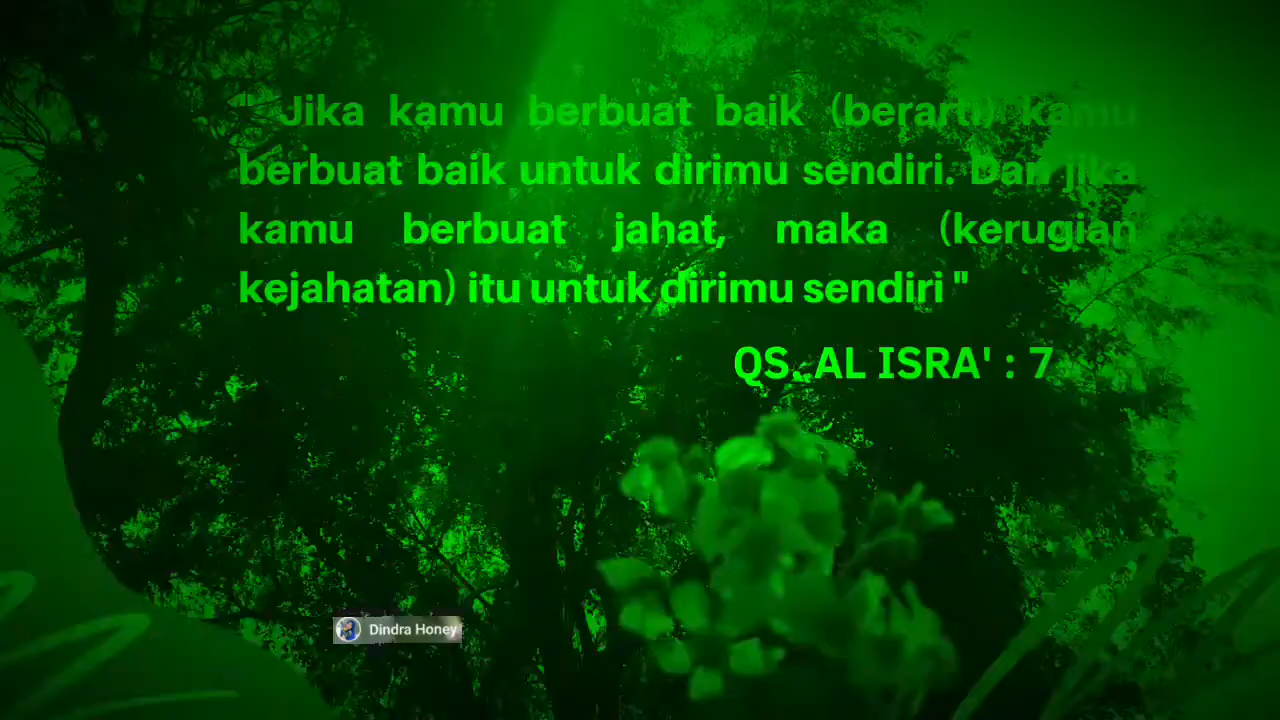 " Jika kamu berbuat baik (berarti) kamu
berbuat baik untuk dirimu sendiri. Dan jika
kamu berbuat jahat, maka (kerugian
kejahatan) itu untuk dirimu sendiri "
QS. AL ISRA' : 7
Dindra Honey